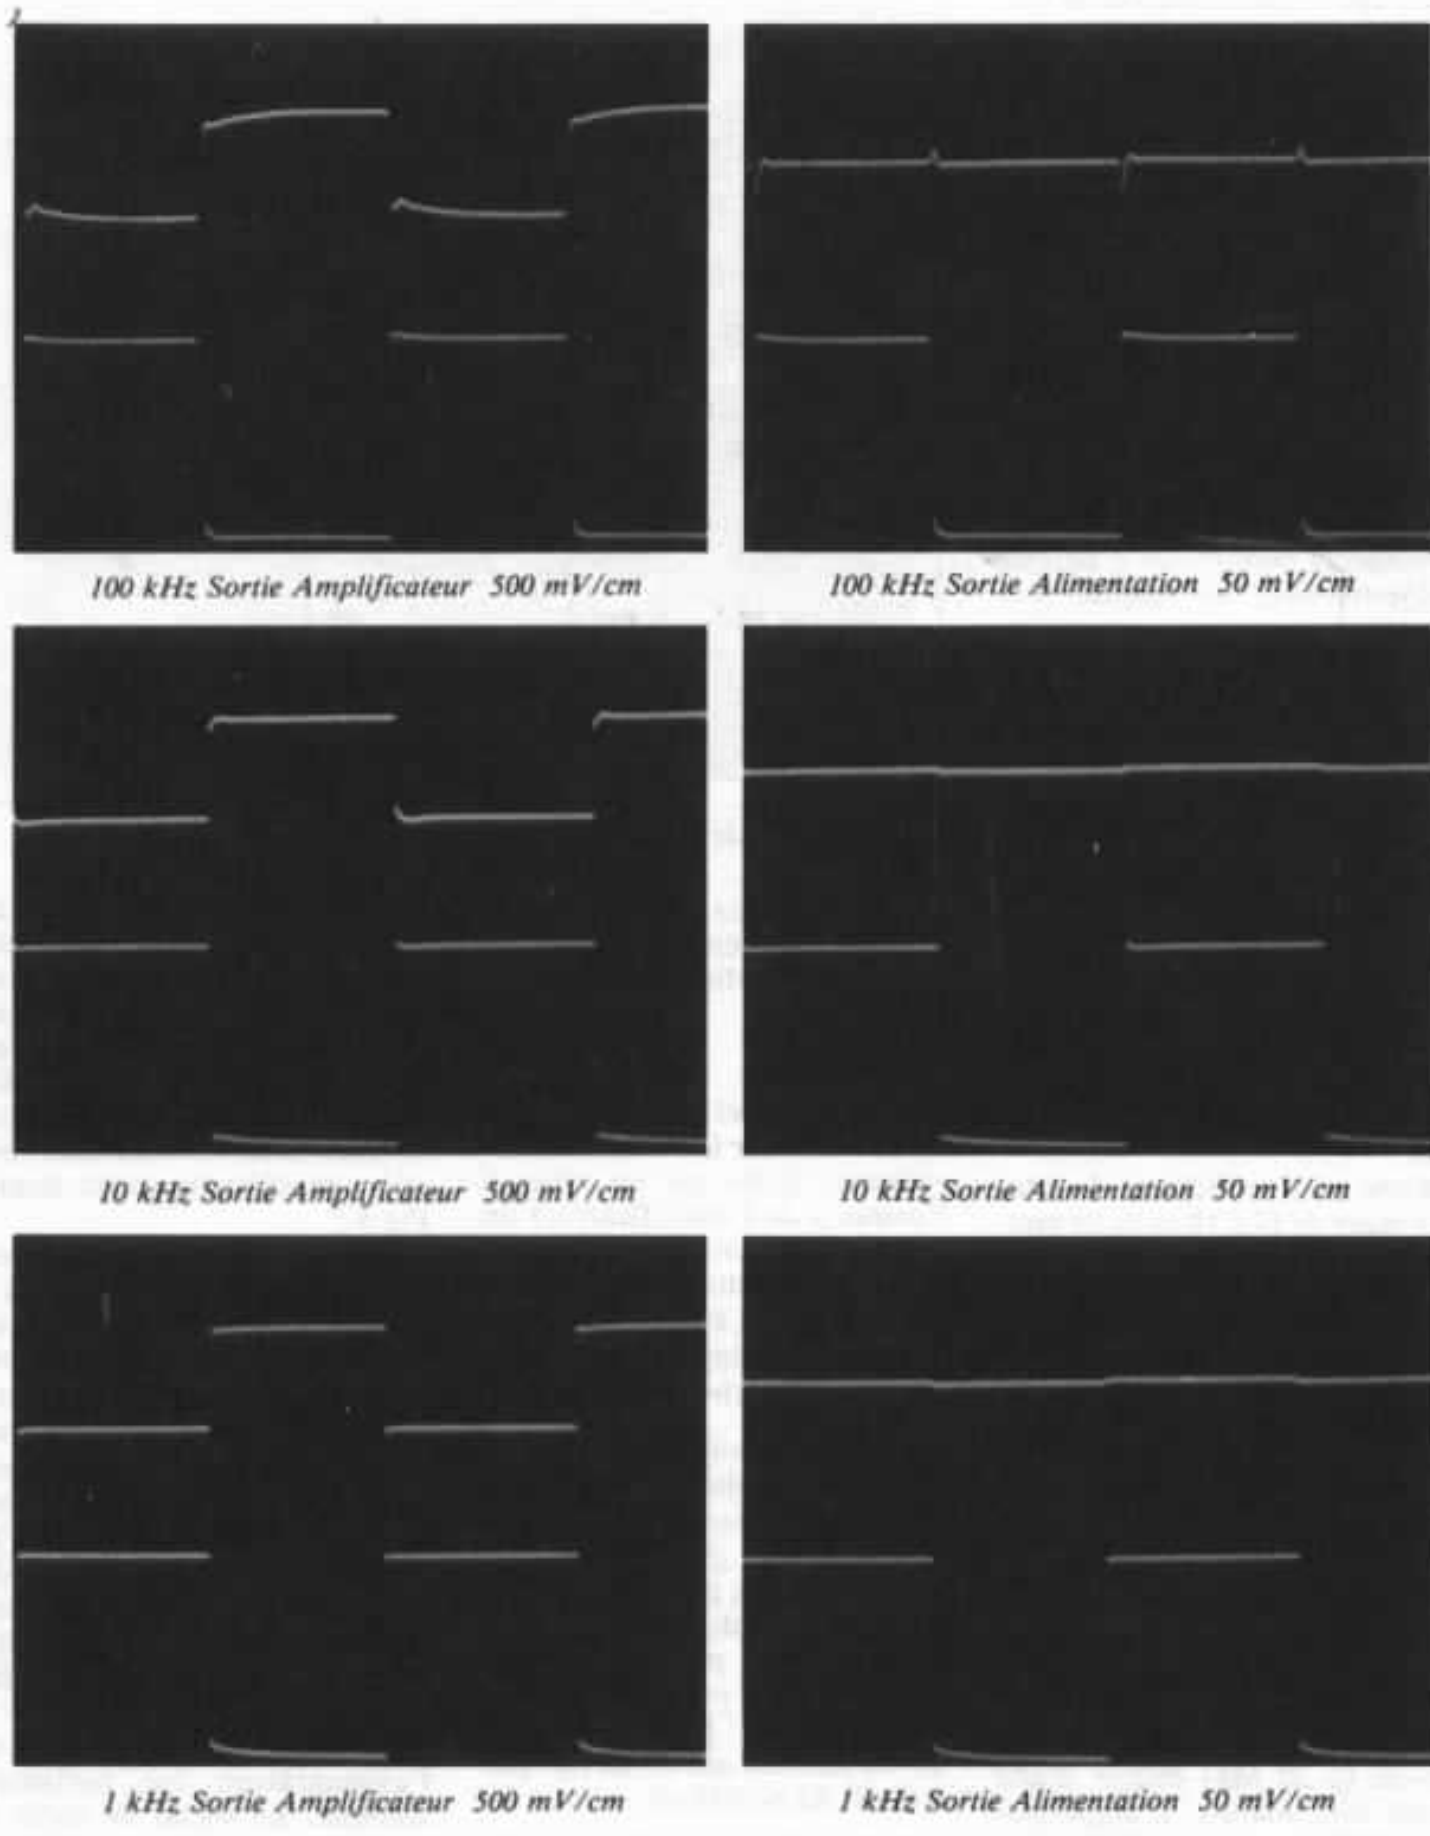 100 kHz Sortie Amplificateur 500 mV/cm
100 kHz Sortie Alimentation 50 mV/cm
10 kHz Sortie Amplificateur 500 mV/cm
10 kHz Sortie Alimentation 50 mV/cm
1 kHz Sortie Amplificateur 500 mV/cm
1 kHz Sortie Alimentation 50 mV/cm